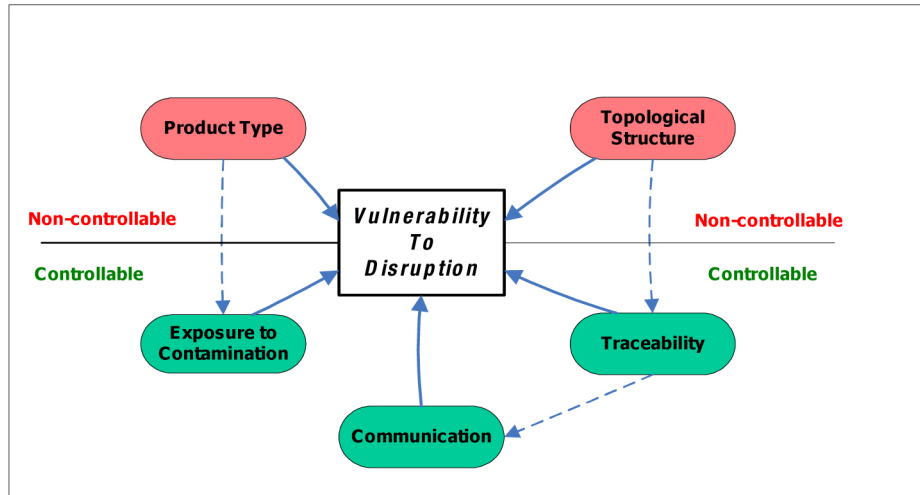 Product Type
Topological
Structure
Vulnerability
To
Disruption
Non-controllable
Non-controllable
Controllable
Controllable
Exposure to
Contamination
Traceability
Communication